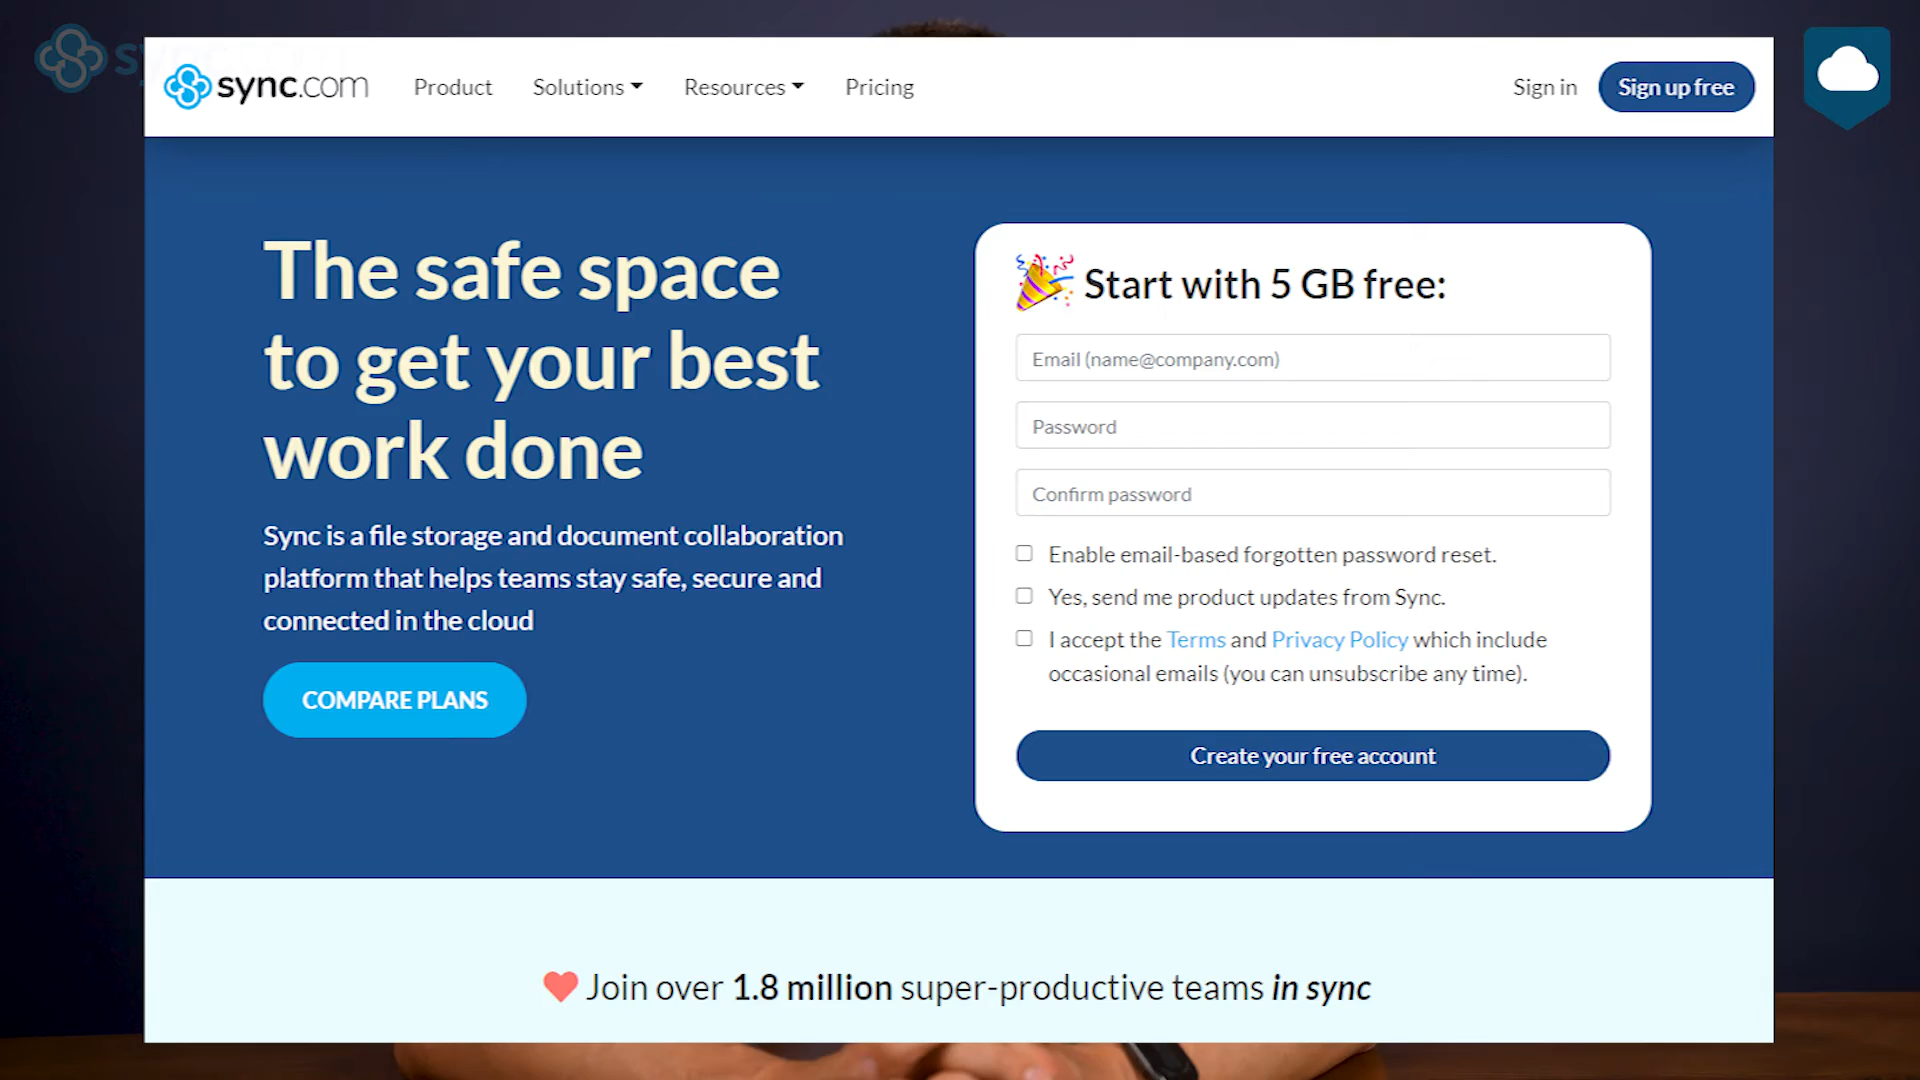 sync.com
Product
Solutions
Resources
Pricing
Sign in
Sign up free
The safe space
to get your best
work done
Sync is a file storage and document collaboration
platform that helps teams stay safe, secure and
connected in the cloud
COMPARE PLANS
Start with 5 GB free:
Email (name@company.com)
Password
Confirm password
Enable email-based forgotten password reset.
Yes, send me product updates from Sync.
I accept the Terms and Privacy Policy which include
occasional emails (you can unsubscribe any time).
Create your free account
Join over 1.8 million super-productive teams in sync